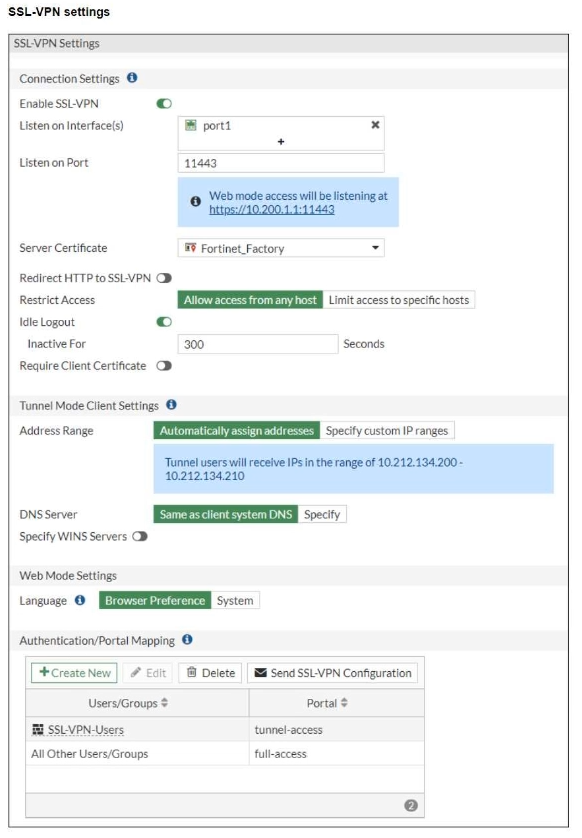 SSL-VPN settings
SSL-VPN Settings
Connection Settings
Enable SSL-VPN
Listen on Interface(s) port1
+
Listen on Port 11443
Web mode access will be listening at
https://10.200.1.1:11443
Server Certificate Fortinet_Factory
Redirect HTTP to SSL-VPN
Restrict Access Allow access from any host Limit access to specific hosts
Idle Logout
Inactive For 300 Seconds
Require Client Certificate
Tunnel Mode Client Settings
Address Range Automatically assign addresses Specify custom IP ranges
Tunnel users will receive IPs in the range of 10.212.134.200 -
10.212.134.210
DNS Server Same as client system DNS Specify
Specify WINS Servers
Web Mode Settings
Language Browser Preference System
Authentication/Portal Mapping
+Create New Edit Delete Send SSL-VPN Configuration
Users/Groups Portal
SSL-VPN-Users tunnel-access
All Other Users/Groups full-access
2